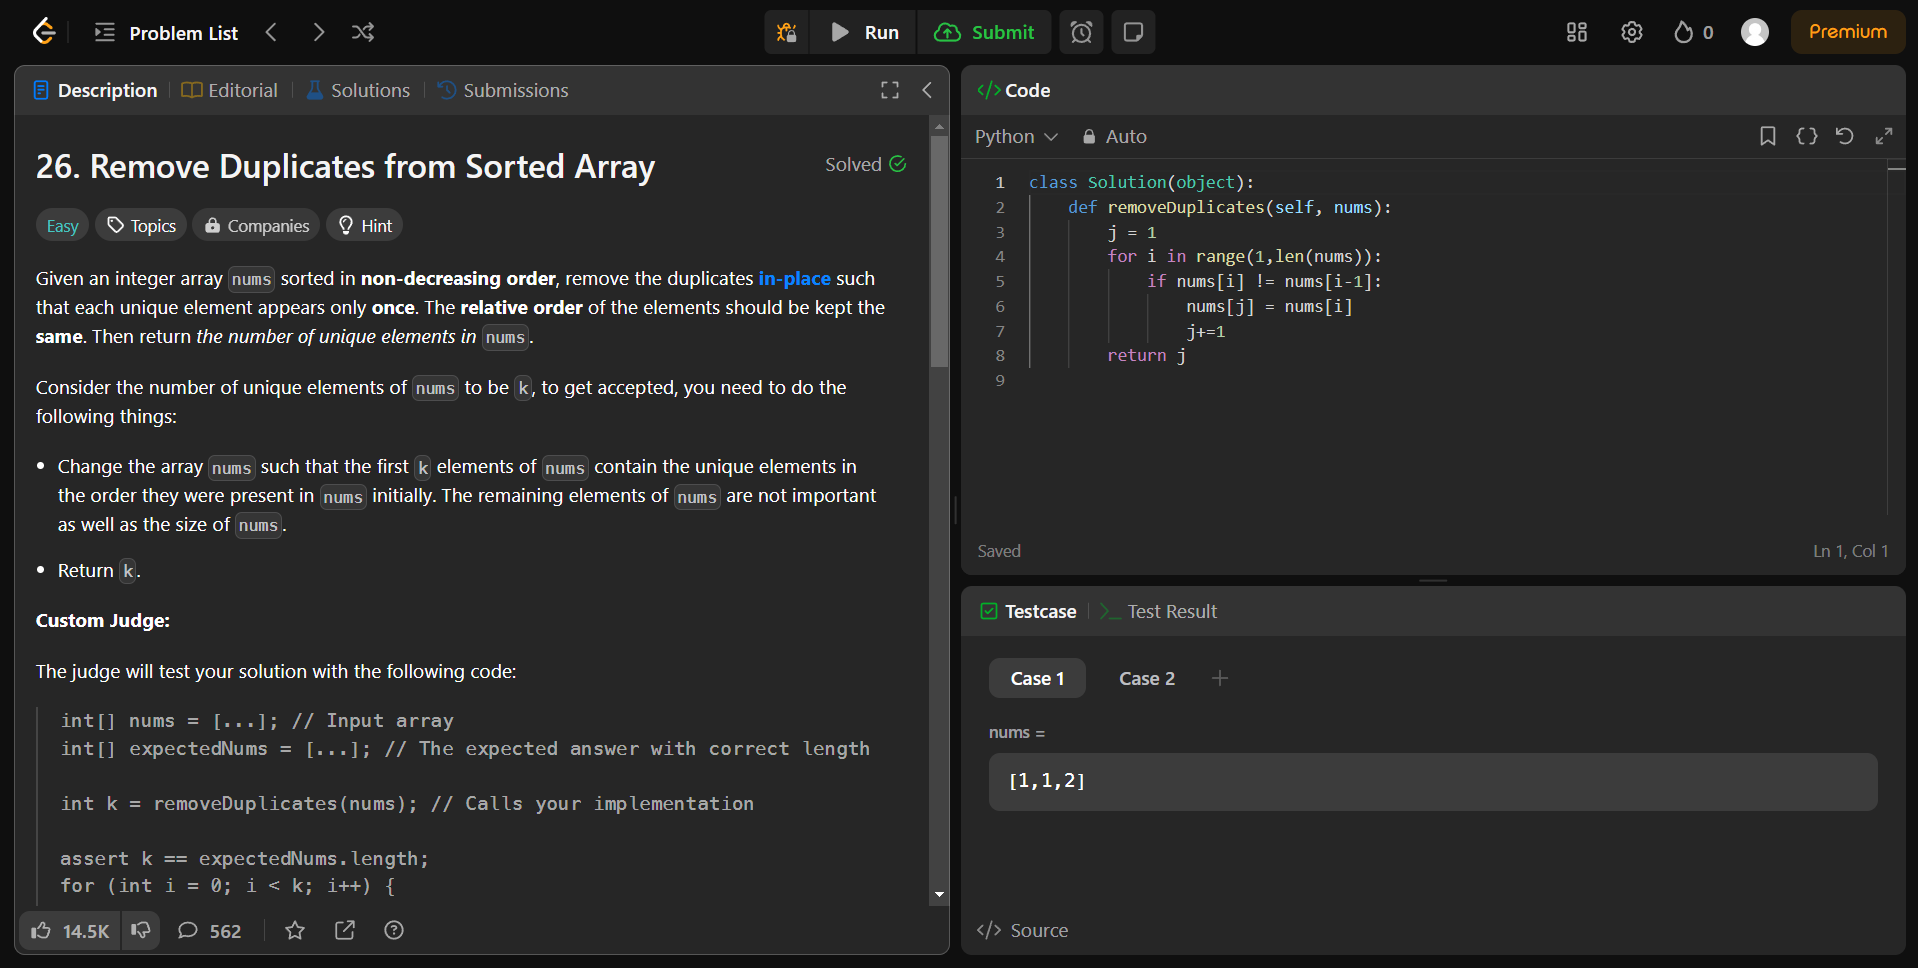 Problem List
Run
Submit
0
Premium
Description
Editorial
Solutions
Submissions
26. Remove Duplicates from Sorted Array
Solved
Easy
Topics
Companies
Hint
Given an integer array nums sorted in non-decreasing order, remove the duplicates in-place such
that each unique element appears only once. The relative order of the elements should be kept the
same. Then return the number of unique elements in nums.
Consider the number of unique elements of nums to be k, to get accepted, you need to do the
following things:
• Change the array nums such that the first k elements of nums contain the unique elements in
the order they were present in nums initially. The remaining elements of nums are not important
as well as the size of nums.
• Return k.
Custom Judge:
The judge will test your solution with the following code:
int[] nums = [...]; // Input array
int[] expectedNums = [...]; // The expected answer with correct length
int k = removeDuplicates(nums); // Calls your implementation
assert k == expectedNums.length;
for (int i = 0; i < k; i++) {
14.5K
562
</> Code
Python
Auto
1 class Solution(object):
2 def removeDuplicates(self, nums):
3 j = 1
4 for i in range(1,len(nums)):
5 if nums[i] != nums[i-1]:
6 nums[j] = nums[i]
7 j+=1
8 return j
9
Saved
Ln 1, Col 1
Testcase
>_ Test Result
Case 1
Case 2
+
nums =
[1,1,2]
</> Source